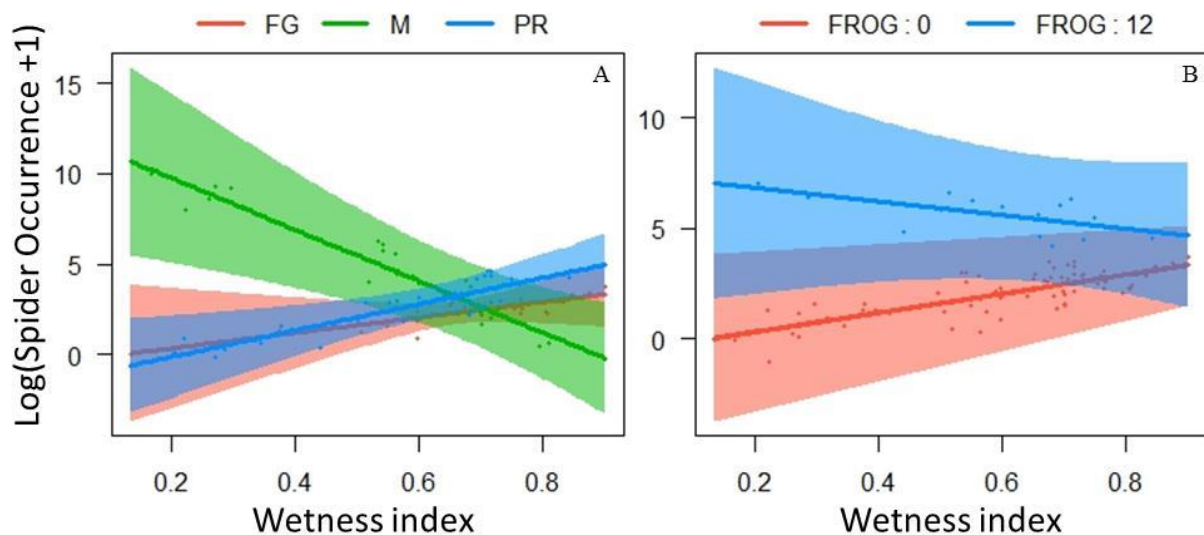 FG M PR
FROG : 0 FROG : 12
Log(Spider Occurrence +1)
A
15
10
5
0
0.2 0.4 0.6 0.8
Wetness index
B
10
5
0
0.2 0.4 0.6 0.8
Wetness index